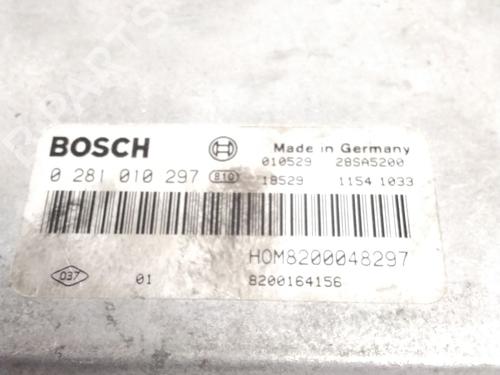 BOSCH
Made in Germany
010529 28SA5200
0 281 010 297 810
18529 1154 1033
HOM8200048297
037 01 8200164156